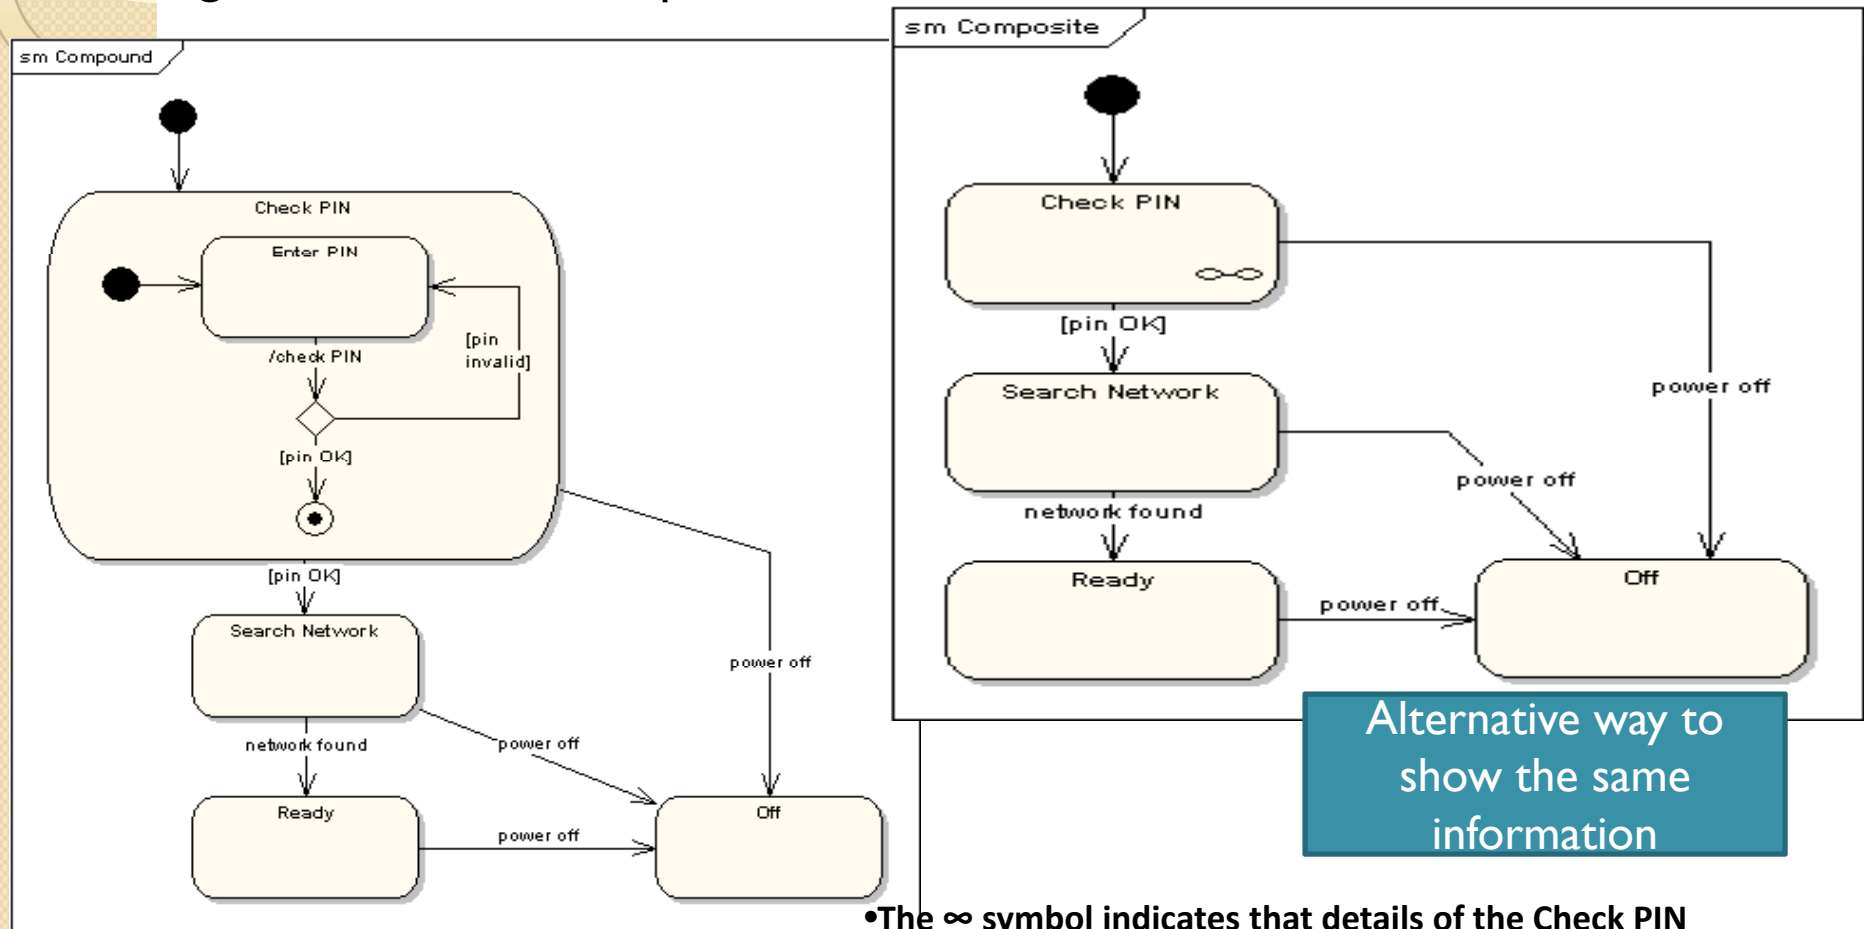 sm Compound
Check PIN
Enter PIN
/check PIN
[pin
invalid]
[pin OK]
[pin OK]
Search Network
network found
power off
power off
Ready
power off
Off
sm Composite
Check PIN
[pin OK]
Search Network
power off
power off
network found
Ready
power off
Off
Alternative way to
show the same
information
•The ∞ symbol indicates that details of the Check PIN